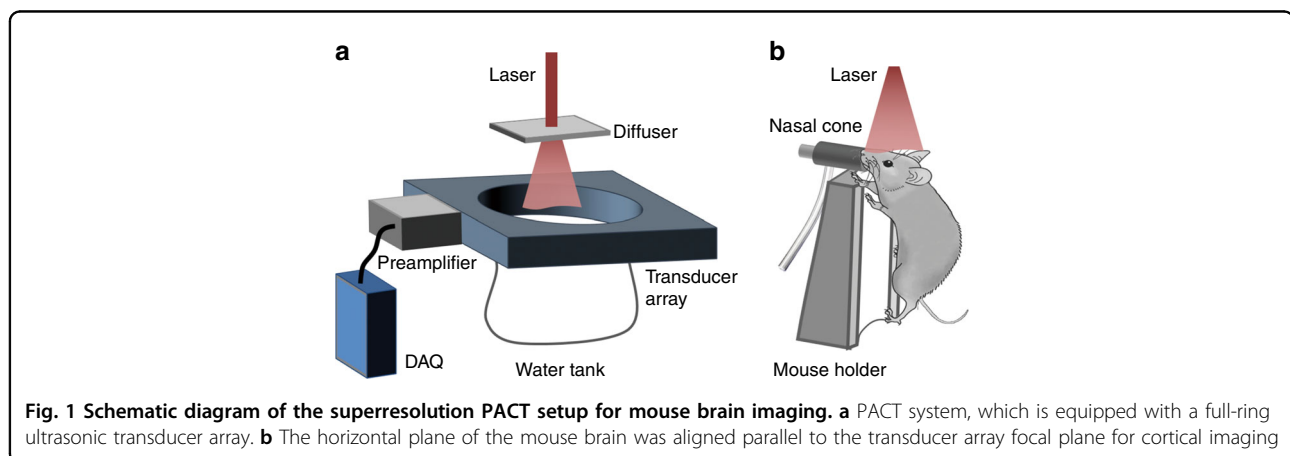 a
Laser
Diffuser
Preamplifier
Transducer
array
DAQ
Water tank
b
Laser
Nasal cone
Mouse holder
Fig. 1 Schematic diagram of the superresolution PACT setup for mouse brain imaging. a PACT system, which is equipped with a full-ring
ultrasonic transducer array. b The horizontal plane of the mouse brain was aligned parallel to the transducer array focal plane for cortical imaging